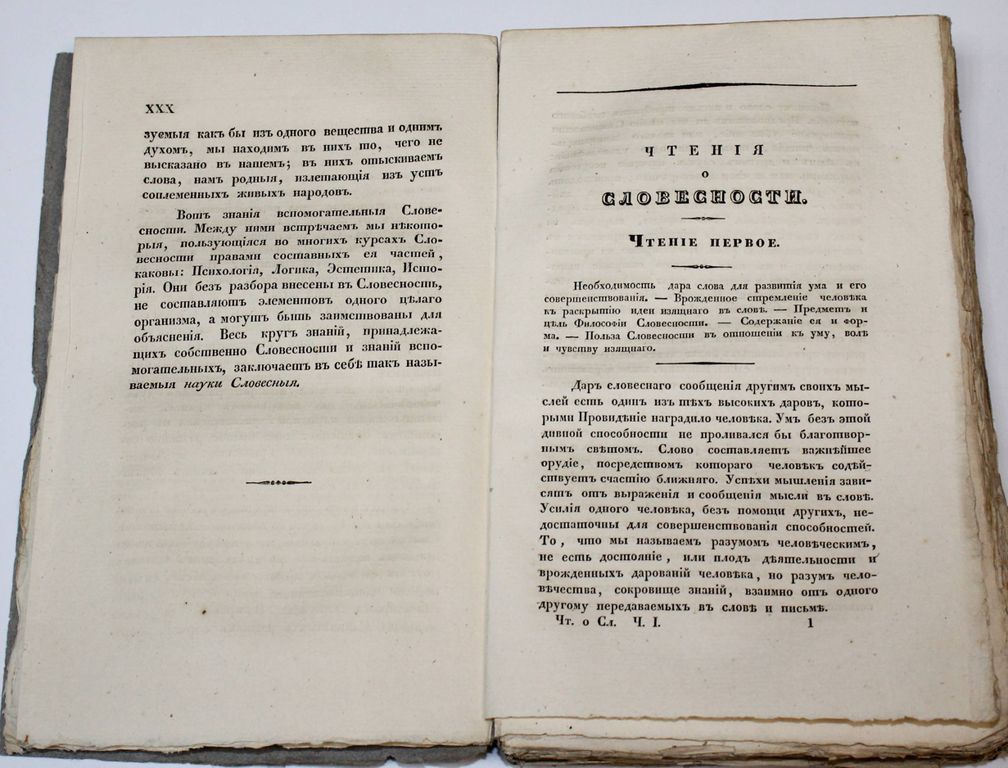 XXX
зуемыя какъ бы изъ одного вещества и однимъ
духомъ, мы находимъ въ нихъ то, чего не
высказано въ нашемъ; въ нихъ отыскиваемъ
слова, намъ родныя, излетающія изъ устъ
соплеменныхъ живыхъ народовъ.
Вотъ знанія вспомогательныя Слове-
сности. Между ними встрѣчаемъ мы нѣкото-
рыя, пользующіяся во многихъ курсахъ Сло-
весности правами составныхъ ея частей,
каковы: Психологія, Логика, Эстетика, Исто-
рія. Они безъ разбора внесены въ Словесность,
не составляютъ элементовъ одного цѣлаго
организма, а могутъ быть заимствованы для
объясненія. Весь кругъ знаній, принадлежа-
щихъ собственно Словесности и знаній вспо-
могательныхъ, заключаетъ въ себѣ такъ назы-
ваемыя науки Словесныя.
ЧТЕНІЯ
о
СЛОВЕСНОСТИ.
ЧТЕНІЕ ПЕРВОЕ.
Необходимость дара слова для развитія ума и его
совершенствованія. — Врожденное стремленіе человѣка
къ раскрытію идеи изящнаго въ словѣ. — Предметъ и
цѣль Философіи Словесности. — Содержаніе ея и фор-
ма. — Польза Словесности въ отношеніи къ уму, волѣ
и чувству изящнаго.
Даръ словеснаго сообщенія другимъ своихъ мы-
слей есть одинъ изъ тѣхъ высокихъ даровъ, кото-
рыми Провидѣніе наградило человѣка. Умъ безъ этой
дивной способности не проливался бы благотвор-
нымъ свѣтомъ. Слово составляетъ важнѣйшее
орудіе, посредствомъ котораго человѣкъ содѣй-
ствуетъ счастію ближняго. Успѣхи мышленія зави-
сятъ отъ выраженія и сообщенія мысли въ словѣ.
Усилія одного человѣка, безъ помощи другихъ, не-
достаточны для совершенствованія способностей.
То, что мы называемъ разумомъ человѣческимъ,
не есть достояніе, или плодъ дѣятельности и
врожденныхъ дарованій человѣка, но разумъ чело-
вѣчества, сокровище знаній, взаимно отъ одного
другому передаваемыхъ въ словѣ и письмѣ.
Чт. о Сл. Ч. I. 1